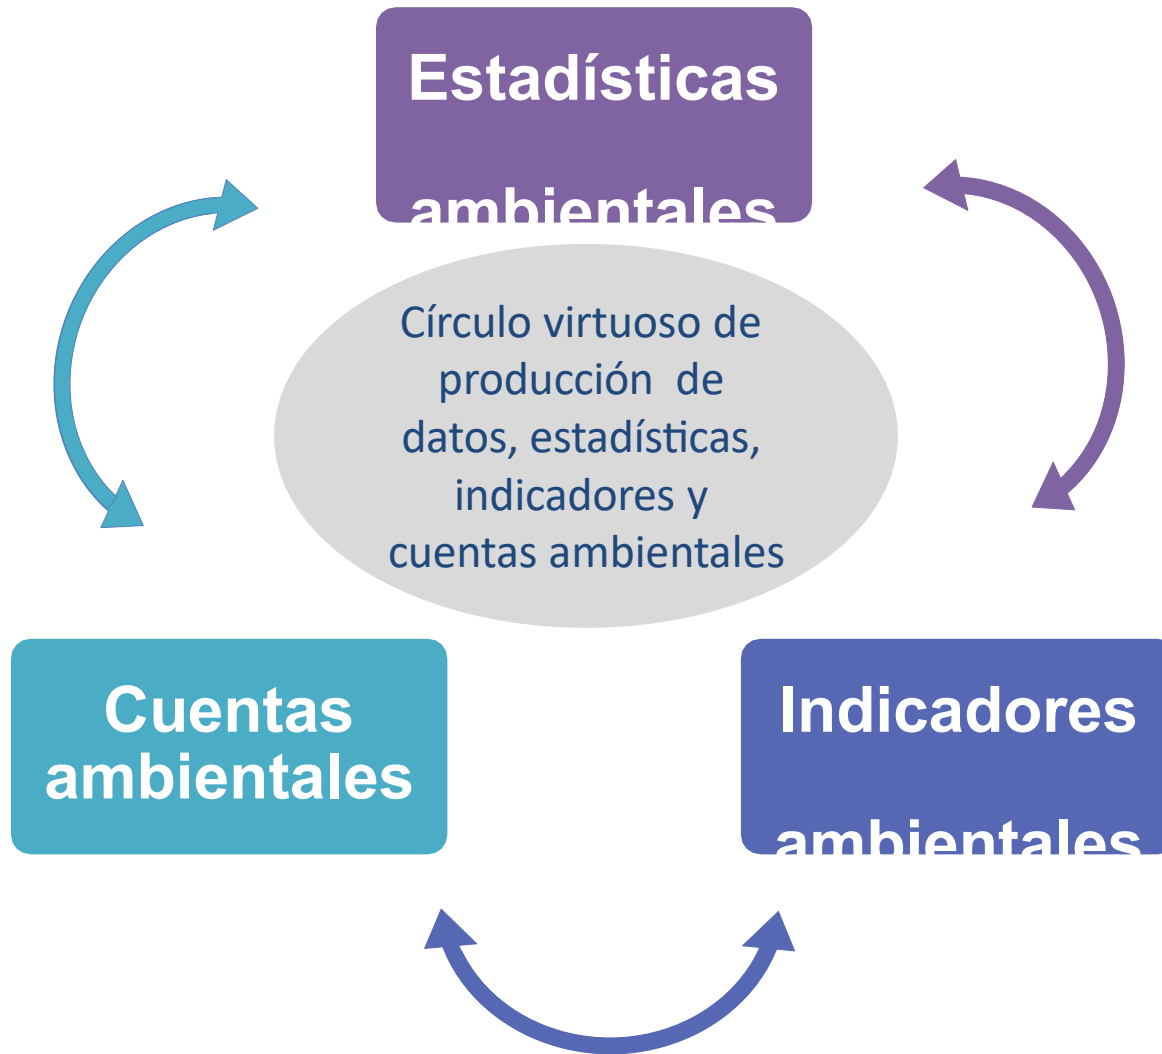 Estadísticas
ambientales
Círculo virtuoso de
producción de
datos, estadísticas,
indicadores y
cuentas ambientales
Cuentas
ambientales
Indicadores
ambientales